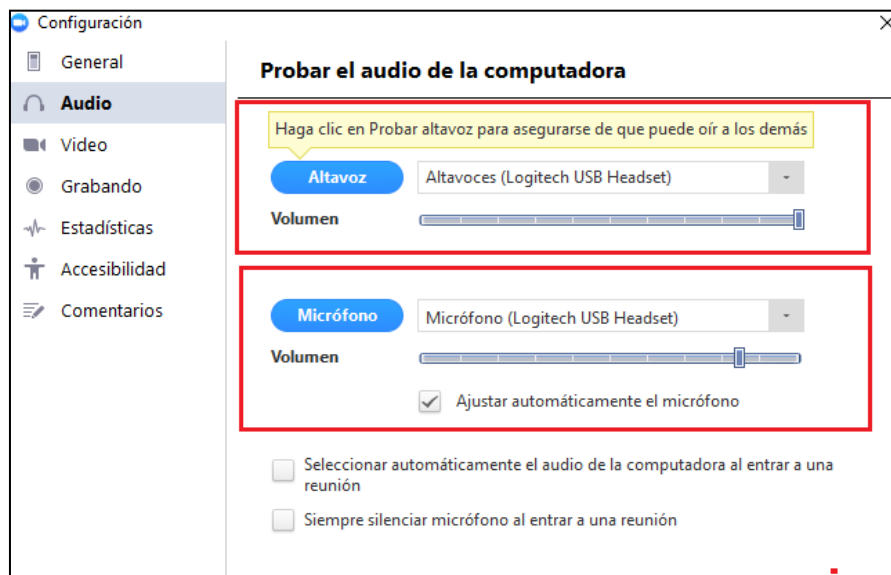 Configuración
General
Audio
Video
Grabando
Estadísticas
Accesibilidad
Comentarios
Probar el audio de la computadora
Haga clic en Probar altavoz para asegurarse de que puede oír a los demás
Altavoz
Altavoces (Logitech USB Headset)
Volumen
Micrófono
Micrófono (Logitech USB Headset)
Volumen
Ajustar automáticamente el micrófono
Seleccionar automáticamente el audio de la computadora al entrar a una
reunión
Siempre silenciar micrófono al entrar a una reunión